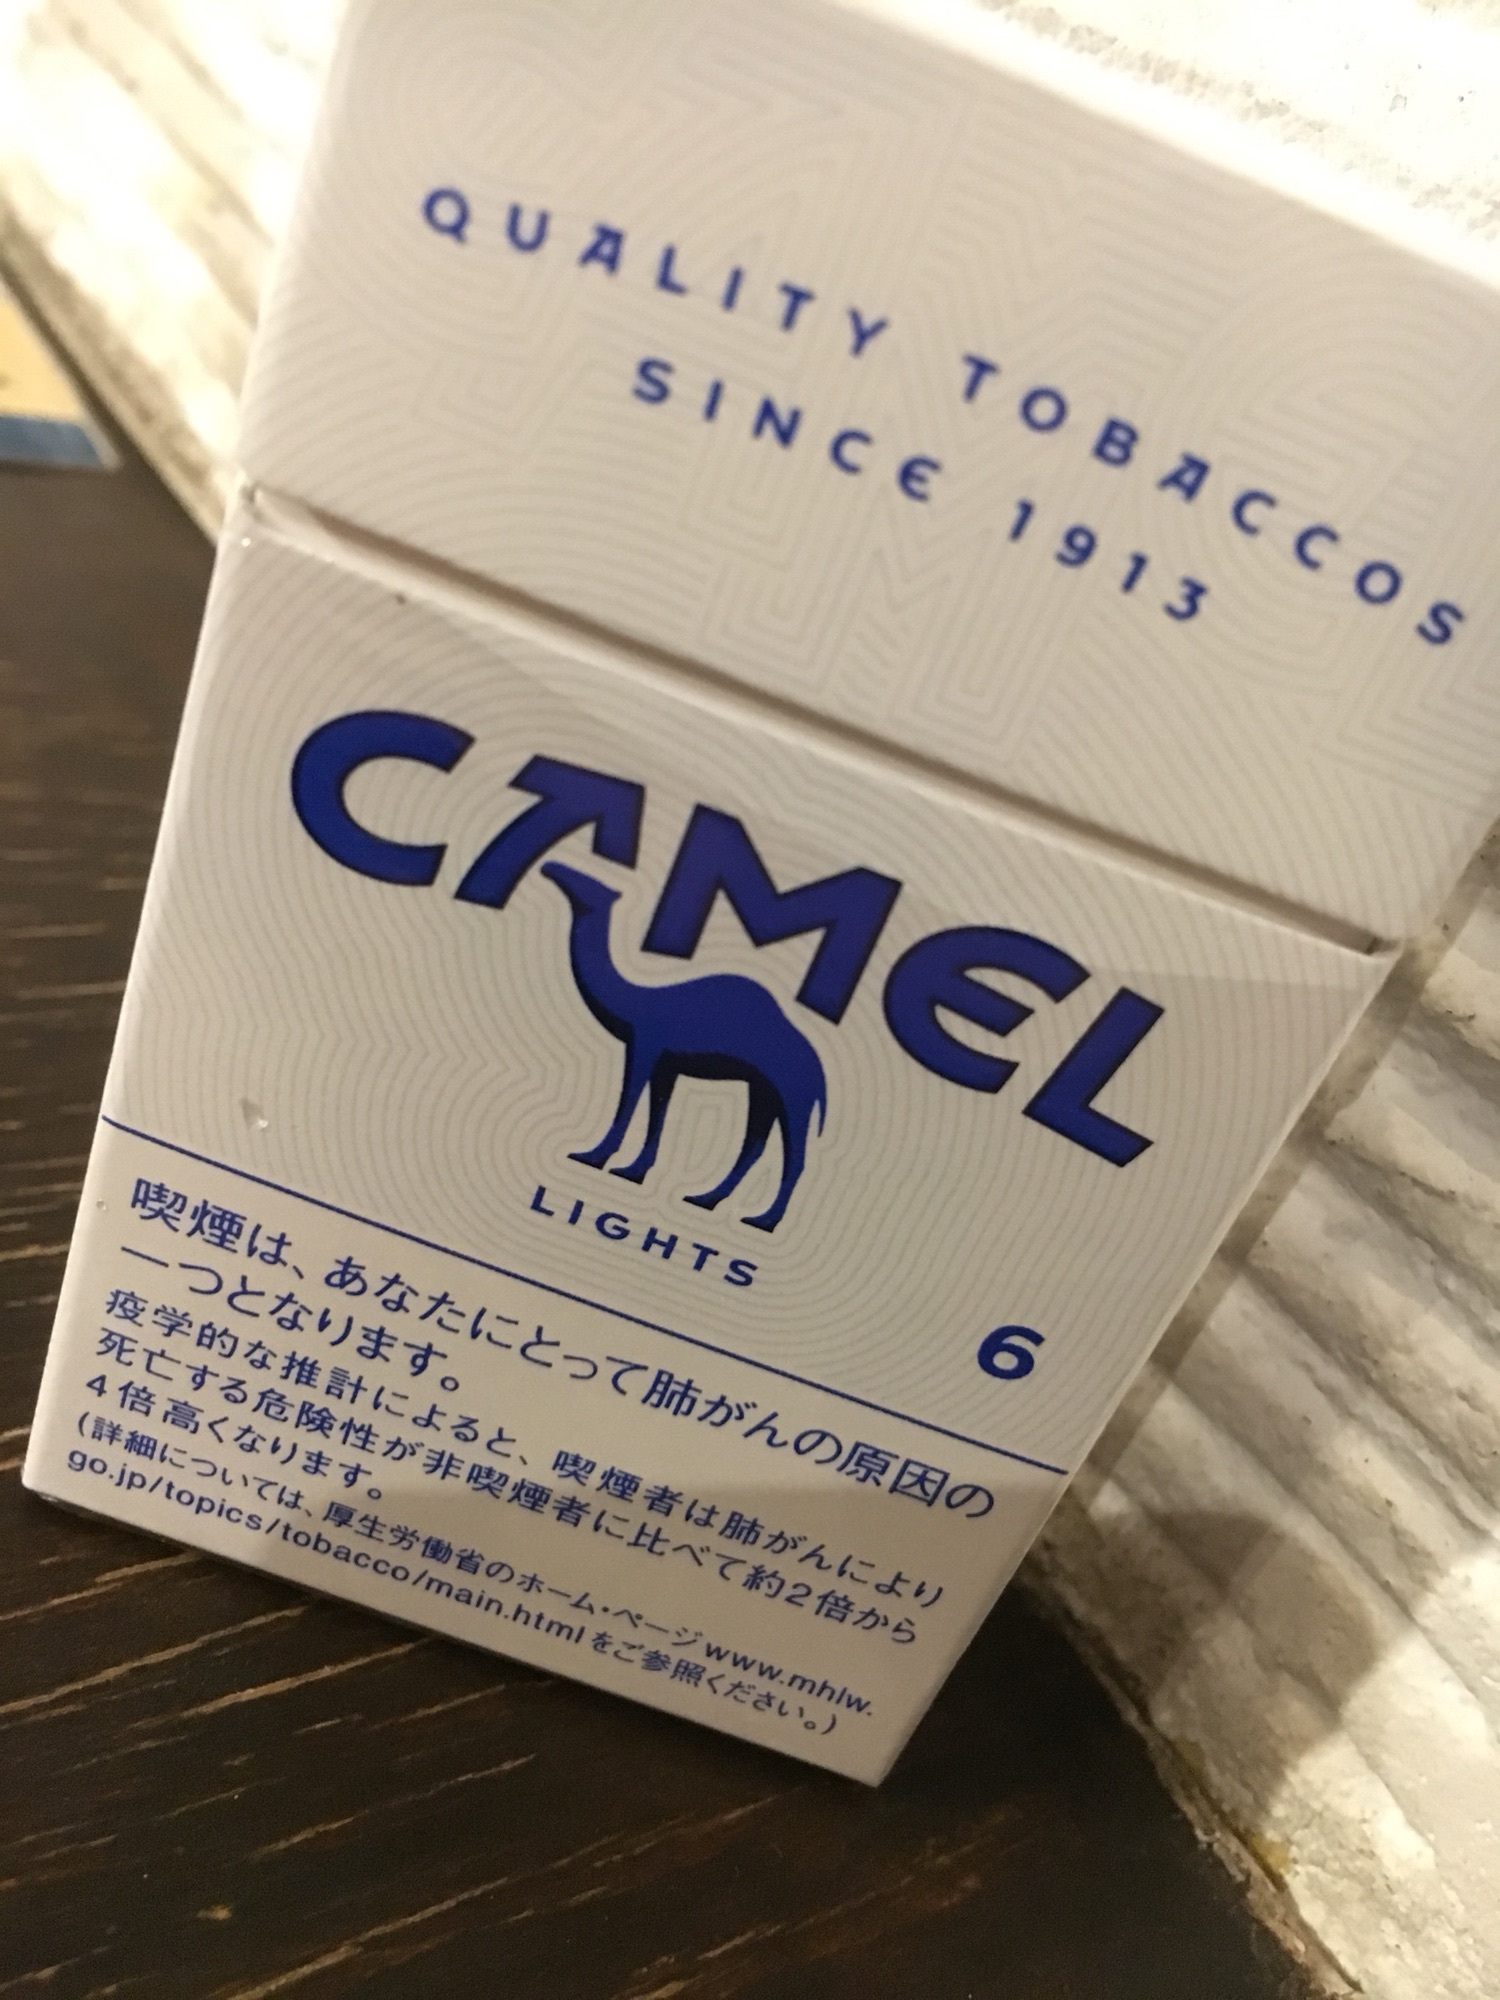 QUALITY TOBACCOS
SINCE 1913
CAMEL
LIGHTS
6
喫煙は、あなたにとって肺がんの原因の
一つとなります。
疫学的な推計によると、喫煙者は肺がんにより
死亡する危険性が非喫煙者に比べて約2倍から
4倍高くなります。
(詳細については、厚生労働省のホーム・ページwww.mhlw.
go.jp/topics/tobacco/main.htmlをご参照ください。)